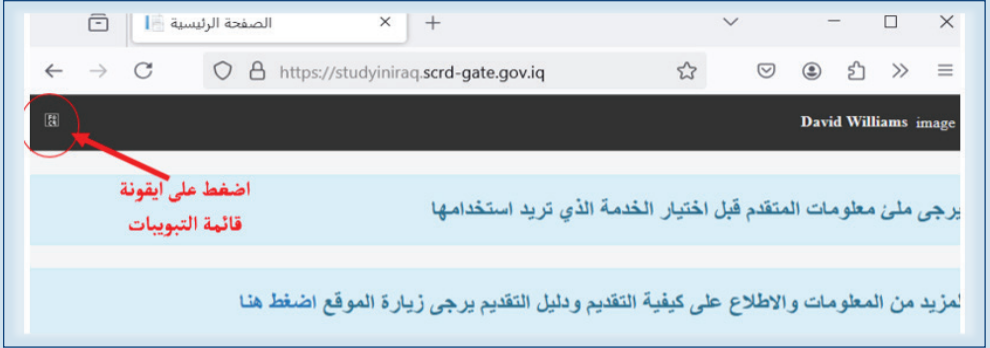 الصفحة الرئيسية
https://studyiniraq.scrd-gate.gov.iq
David Williams image
اضغط على ايقونة
قائمة التبويبات
يرجى ملئ معلومات المتقدم قبل اختيار الخدمة الذي تريد استخدامها
لمزيد من المعلومات والاطلاع على كيفية التقديم ودليل التقديم يرجى زيارة الموقع اضغط هنا